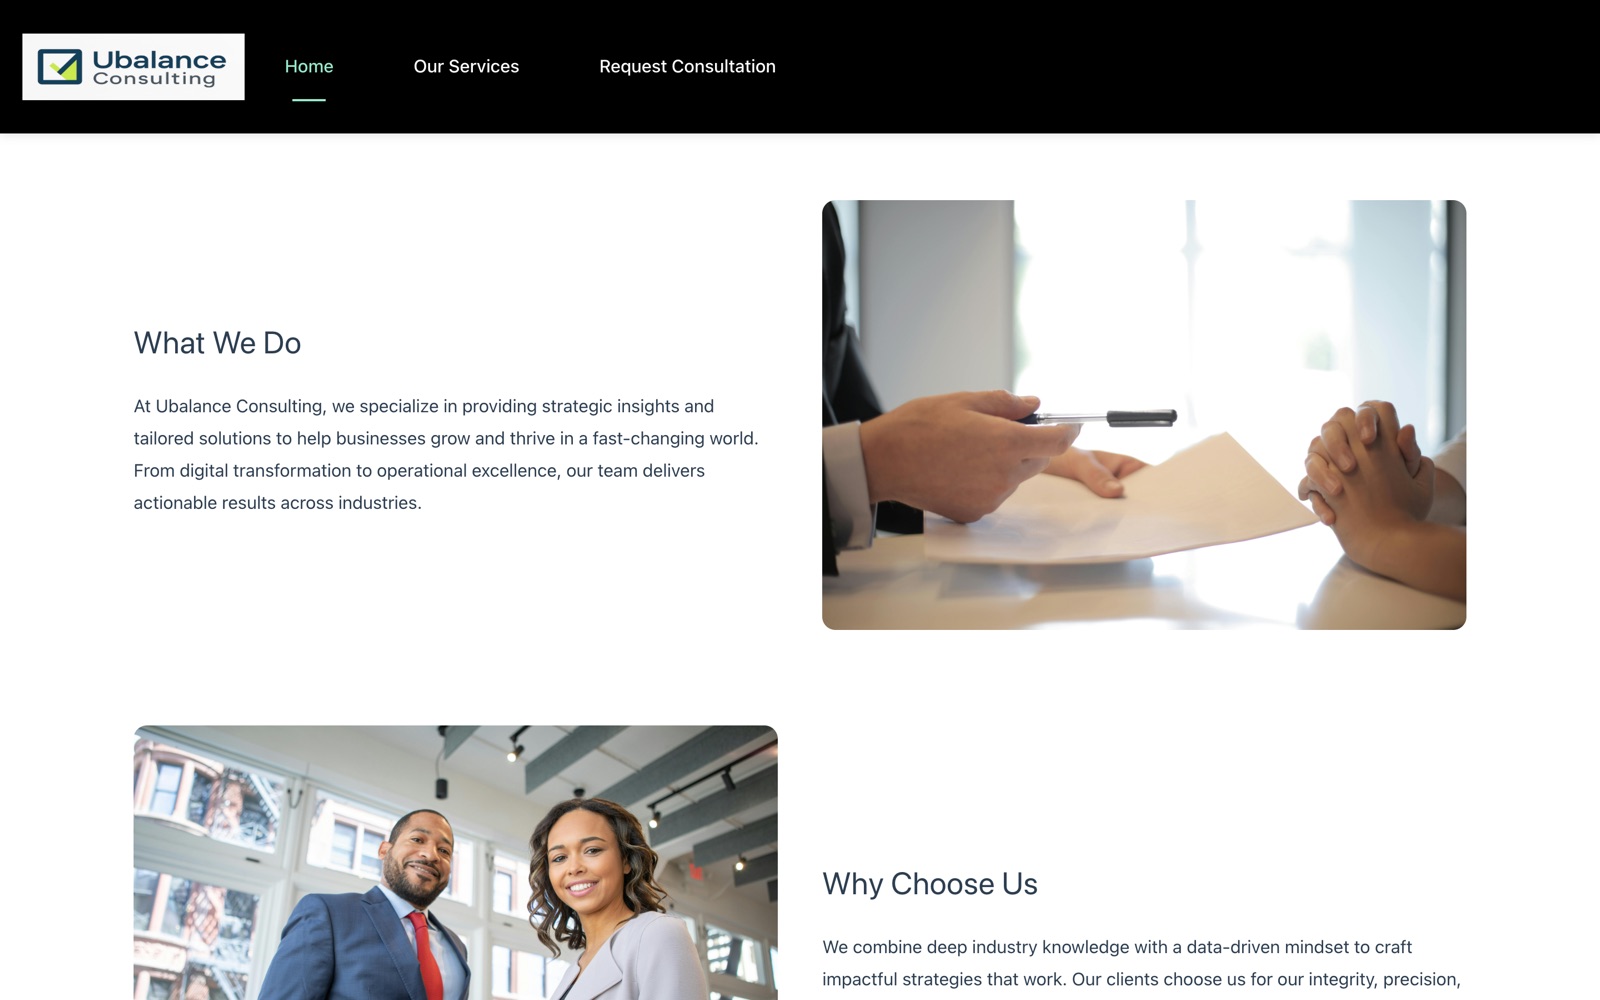 Ubalance
Consulting
Home
Our Services
Request Consultation
What We Do
At Ubalance Consulting, we specialize in providing strategic insights and
tailored solutions to help businesses grow and thrive in a fast-changing world.
From digital transformation to operational excellence, our team delivers
actionable results across industries.
Why Choose Us
We combine deep industry knowledge with a data-driven mindset to craft
impactful strategies that work. Our clients choose us for our integrity, precision,